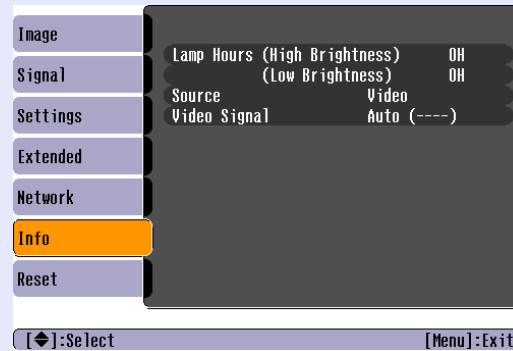 Image
Signal
Settings
Extended
Network
Info
Reset
Lamp Hours (High Brightness) 0H
(Low Brightness) 0H
Source Video
Video Signal Auto (----)
[◆]:Select [Menu]:Exit